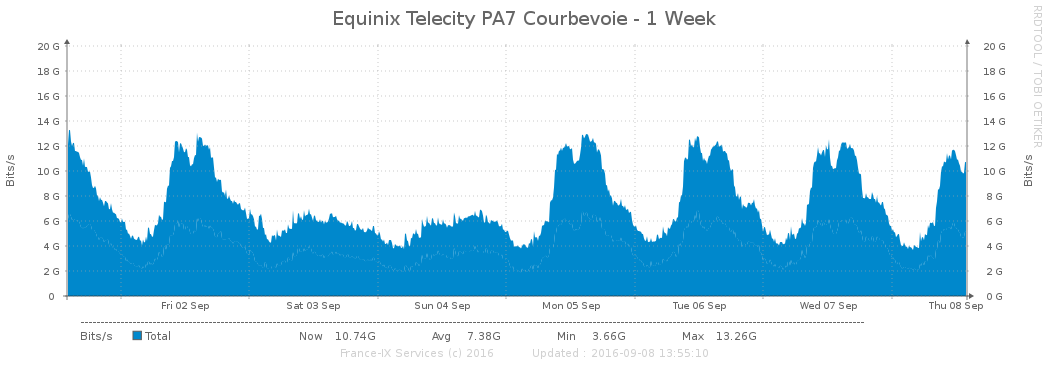 Equinix Telecity PA7 Courbevoie - 1 Week
RRDTOOL / TOBI OETIKER
Bits/s
Bits/s
20 G 20 G
18 G 18 G
16 G 16 G
14 G 14 G
12 G 12 G
10 G 10 G
8 G 8 G
6 G 6 G
4 G 4 G
2 G 2 G
0 0 G
Fri 02 Sep Sat 03 Sep Sun 04 Sep Mon 05 Sep Tue 06 Sep Wed 07 Sep Thu 08 Sep
Bits/s Total Now 10.74G Avg 7.38G Min 3.66G Max 13.26G
France-IX Services (c) 2016 Updated : 2016-09-08 13:55:10